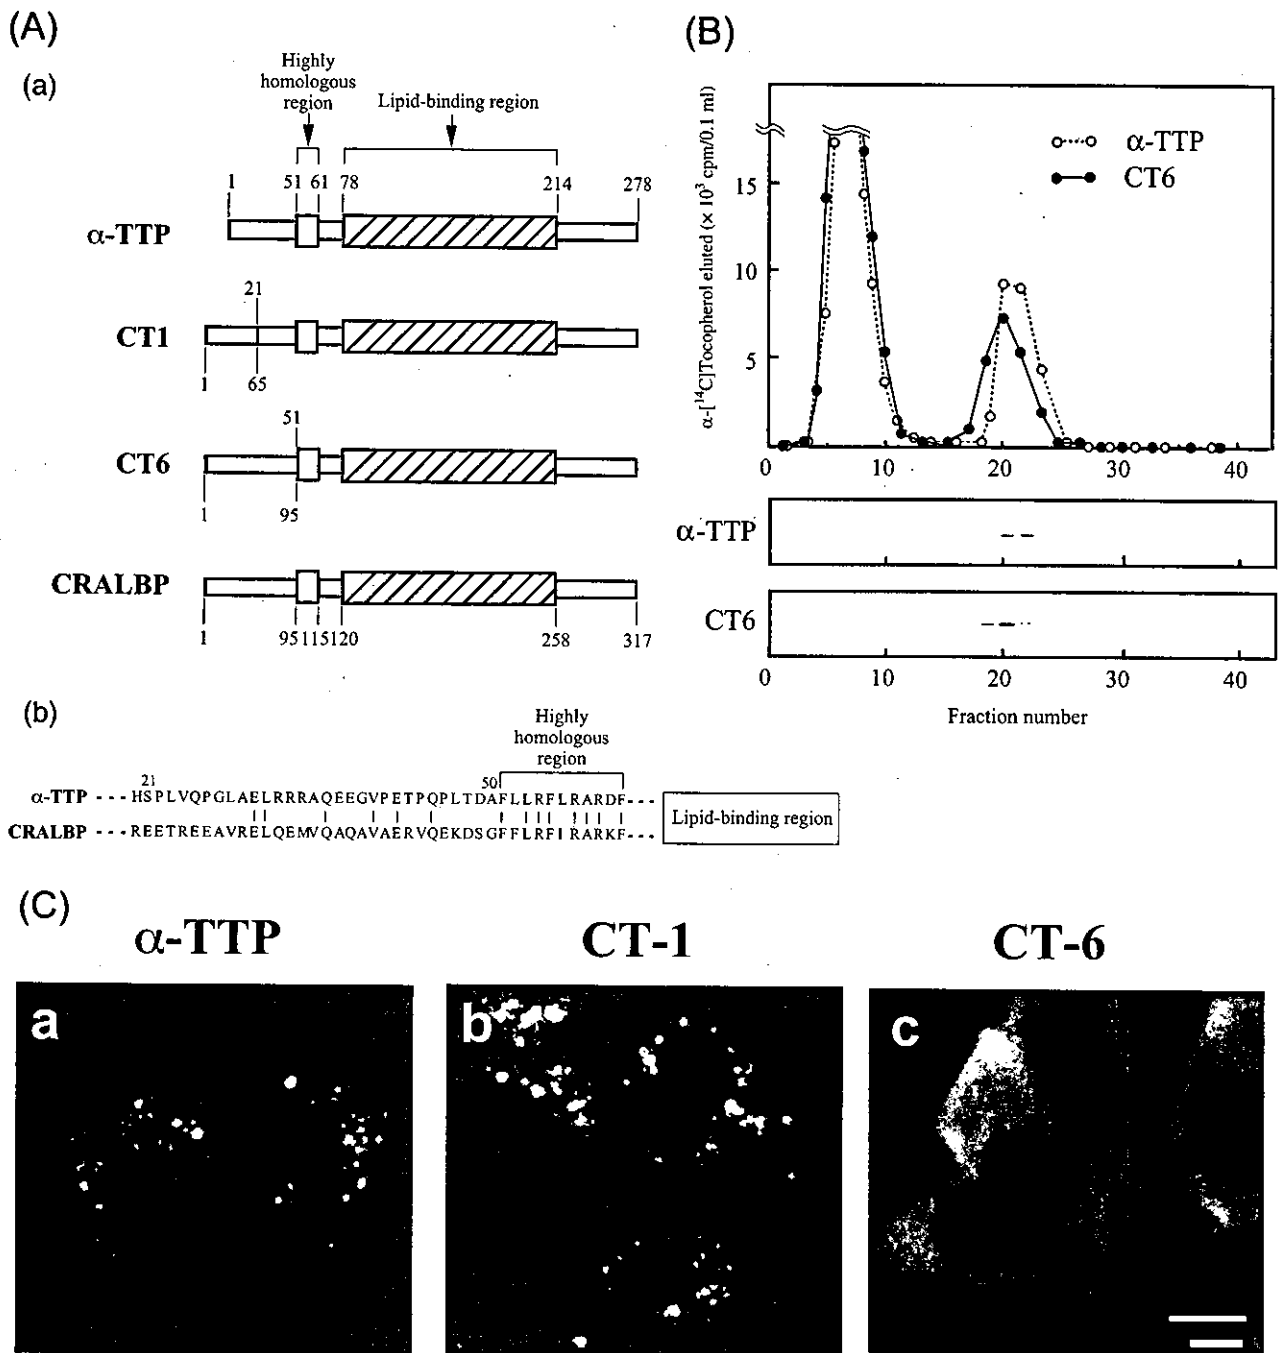 (A)
(a)
Highly
homologous
region
Lipid-binding region
1 51 61 78 214 278
α-TTP
21
CT1
1 65
51
CT6
1 95
CRALBP
1 95 115 120 258 317
(b)
Highly
homologous
region
21 50
α-TTP --- HSPLVQPGLAELRRRAQEEGVPETPQPLTDAFLLRFLRARDF---
CRALBP --- REETREEAVRELQEMVQAQAVAERVQEKDSGFFLRFIRARKF---
Lipid-binding region
(B)
α-[¹⁴C]Tocopherol eluted (× 10³ cpm/0.1 ml)
α-TTP
CT6
15
10
5
0 10 20 30 40
α-TTP
CT6
0 10 20 30 40
Fraction number
(C)
α-TTP CT-1 CT-6
a b c